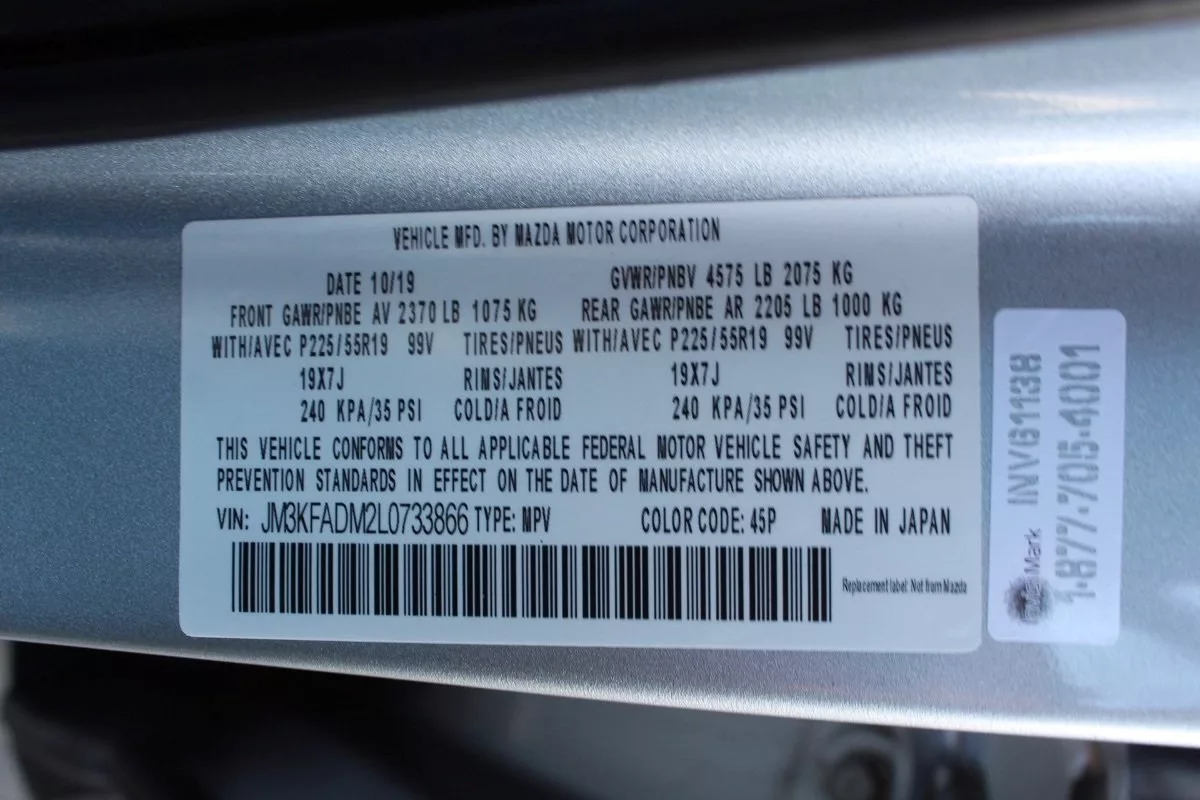 VEHICLE MFD. BY MAZDA MOTOR CORPORATION
DATE 10/19 GVWR/PNBV 4575 LB 2075 KG
FRONT GAWR/PNBE AV 2370 LB 1075 KG REAR GAWR/PNBE AR 2205 LB 1000 KG
WITH/AVEC P225/55R19 99V TIRES/PNEUS WITH/AVEC P225/55R19 99V TIRES/PNEUS
19X7J RIMS/JANTES 19X7J RIMS/JANTES
240 KPA/35 PSI COLD/A FROID 240 KPA/35 PSI COLD/A FROID
THIS VEHICLE CONFORMS TO ALL APPLICABLE FEDERAL MOTOR VEHICLE SAFETY AND THEFT
PREVENTION STANDARDS IN EFFECT ON THE DATE OF MANUFACTURE SHOWN ABOVE.
VIN: JM3KFADM2L0733866 TYPE: MPV COLOR CODE: 45P MADE IN JAPAN
Replacement label: Not from Mazda
INV61138
1·877·705·4001
Mark